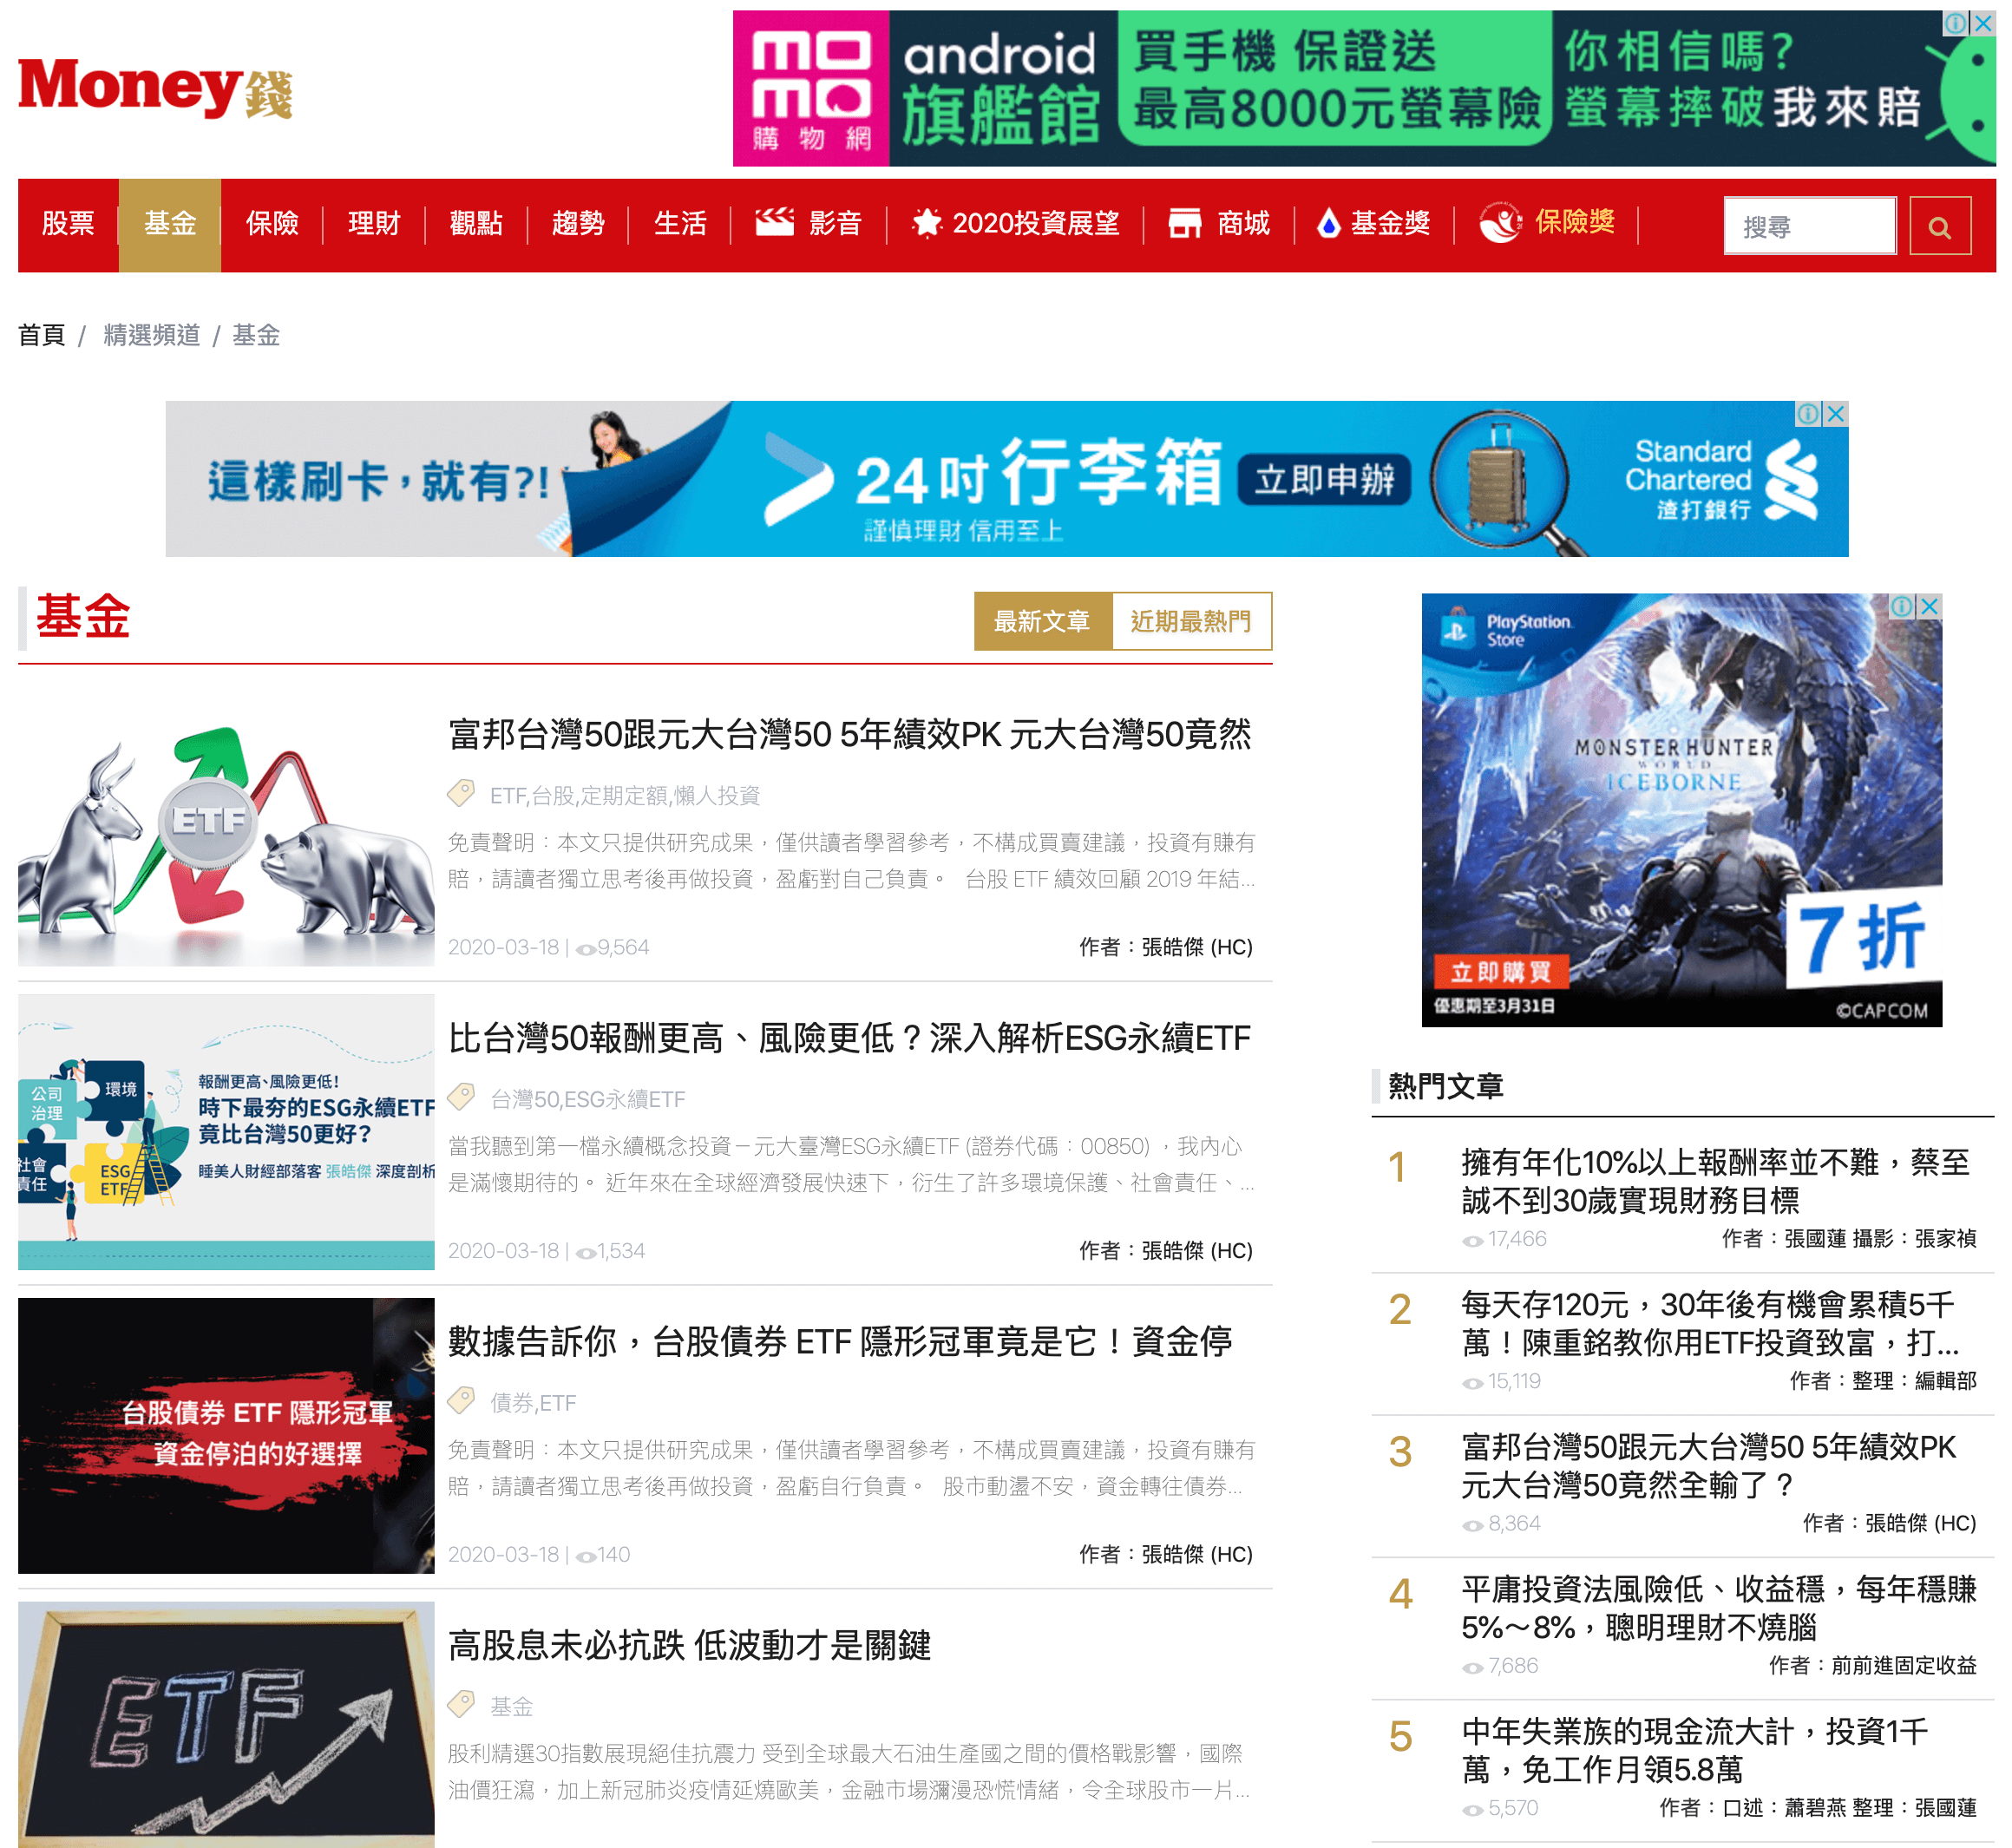 Money錢
momo
購物網
android
旗艦館
買手機 保證送
最高8000元螢幕險
你相信嗎?
螢幕摔破我來賠
股票
基金
保險
理財
觀點
趨勢
生活
影音
2020投資展望
商城
基金獎
保險獎
搜尋
首頁 / 精選頻道 / 基金
這樣刷卡，就有?!
24吋行李箱
謹慎理財 信用至上
立即申辦
Standard
Chartered
渣打銀行
基金
最新文章
近期最熱門
ETF
富邦台灣50跟元大台灣50 5年績效PK 元大台灣50竟然
ETF,台股,定期定額,懶人投資
免責聲明：本文只提供研究成果，僅供讀者學習參考，不構成買賣建議，投資有賺有
賠，請讀者獨立思考後再做投資，盈虧對自己負責。 台股 ETF 績效回顧 2019 年結...
2020-03-18 | 9,564
作者：張皓傑 (HC)
公司
治理
環境
社會
責任
ESG
ETF
報酬更高、風險更低!
時下最夯的ESG永續ETF
竟比台灣50更好?
睡美人財經部落客 張皓傑 深度剖析
比台灣50報酬更高、風險更低？深入解析ESG永續ETF
台灣50,ESG永續ETF
當我聽到第一檔永續概念投資－元大臺灣ESG永續ETF (證券代碼：00850) ，我內心
是滿懷期待的。 近年來在全球經濟發展快速下，衍生了許多環境保護、社會責任、...
2020-03-18 | 1,534
作者：張皓傑 (HC)
台股債券 ETF 隱形冠軍
資金停泊的好選擇
數據告訴你，台股債券 ETF 隱形冠軍竟是它！資金停
債券,ETF
免責聲明：本文只提供研究成果，僅供讀者學習參考，不構成買賣建議，投資有賺有
賠，請讀者獨立思考後再做投資，盈虧自行負責。 股市動盪不安，資金轉往債券...
2020-03-18 | 140
作者：張皓傑 (HC)
ETF
高股息未必抗跌 低波動才是關鍵
基金
股利精選30指數展現絕佳抗震力 受到全球最大石油生產國之間的價格戰影響，國際
油價狂瀉，加上新冠肺炎疫情延燒歐美，金融市場瀰漫恐慌情緒，令全球股市一片...
PlayStation
Store
MONSTER HUNTER
WORLD
ICEBORNE
7折
立即購買
優惠期至3月31日
©CAPCOM
熱門文章
1
擁有年化10%以上報酬率並不難，蔡至
誠不到30歲實現財務目標
17,466
作者：張國蓮 攝影：張家禎
2
每天存120元，30年後有機會累積5千
萬！陳重銘教你用ETF投資致富，打...
15,119
作者：整理：編輯部
3
富邦台灣50跟元大台灣50 5年績效PK
元大台灣50竟然全輸了？
8,364
作者：張皓傑 (HC)
4
平庸投資法風險低、收益穩，每年穩賺
5%～8%，聰明理財不燒腦
7,686
作者：前前進固定收益
5
中年失業族的現金流大計，投資1千
萬，免工作月領5.8萬
5,570
作者：口述：蕭碧燕 整理：張國蓮